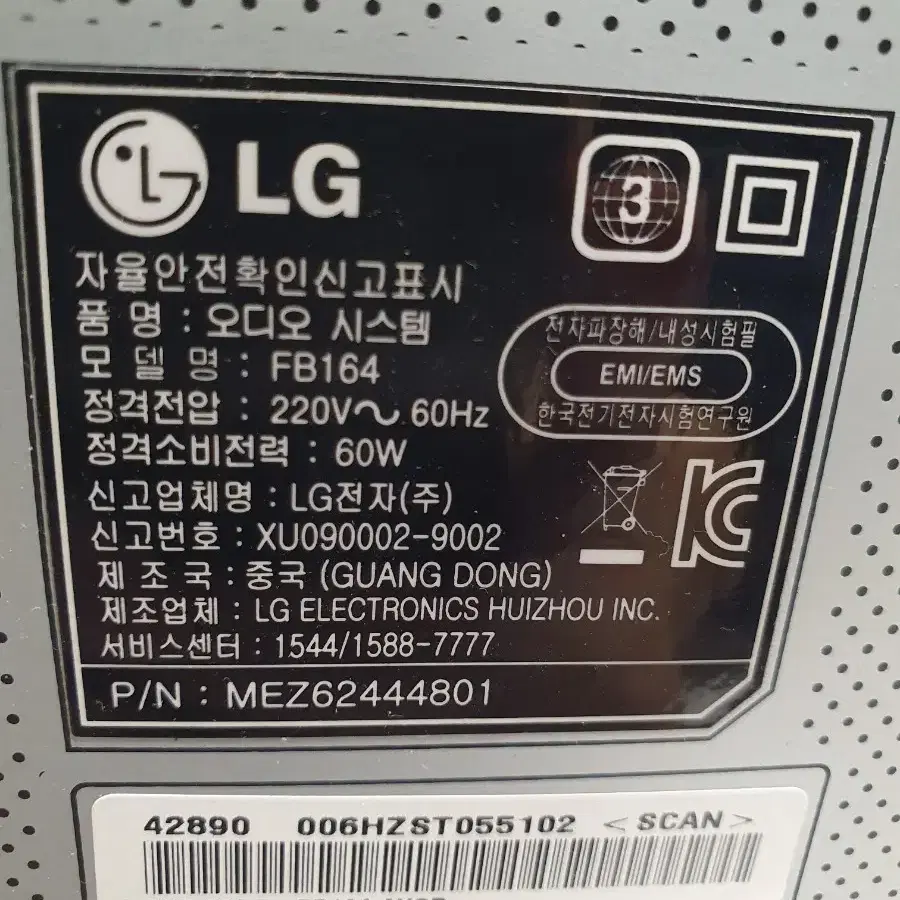 LG
3
자율안전확인신고표시
품 명 : 오디오 시스템
모 델 명 : FB164
정격전압 : 220V~ 60Hz
정격소비전력 : 60W
전자파장해/내성시험필
EMI/EMS
한국전기전자시험연구원
신고업체명 : LG전자(주)
신고번호 : XU090002-9002
제 조 국 : 중국 (GUANG DONG)
제조업체 : LG ELECTRONICS HUIZHOU INC.
서비스센터 : 1544/1588-7777
P/N : MEZ62444801
42890 006HZST055102 <SCAN>